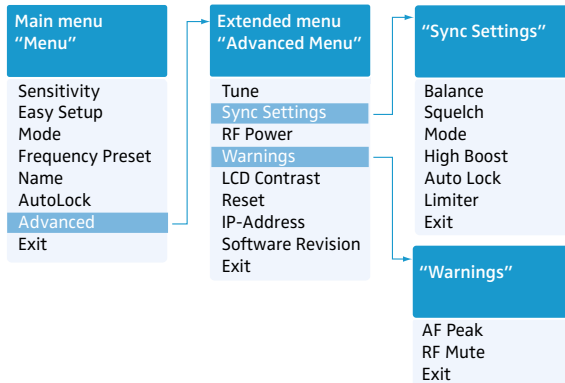 Main menu
“Menu”
Sensitivity
Easy Setup
Mode
Frequency Preset
Name
AutoLock
Advanced
Exit
Extended menu
“Advanced Menu”
Tune
Sync Settings
RF Power
Warnings
LCD Contrast
Reset
IP-Address
Software Revision
Exit
“Sync Settings”
Balance
Squelch
Mode
High Boost
Auto Lock
Limiter
Exit
“Warnings”
AF Peak
RF Mute
Exit